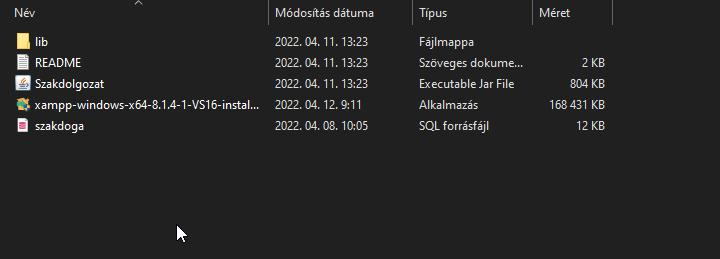 Név Módosítás dátuma Típus Méret
lib 2022. 04. 11. 13:23 Fájlmappa
README 2022. 04. 11. 13:23 Szöveges dokume... 2 KB
Szakdolgozat 2022. 04. 11. 13:23 Executable Jar File 804 KB
xampp-windows-x64-8.1.4-1-VS16-instal... 2022. 04. 12. 9:11 Alkalmazás 168 431 KB
szakdoga 2022. 04. 08. 10:05 SQL forrásfájl 12 KB